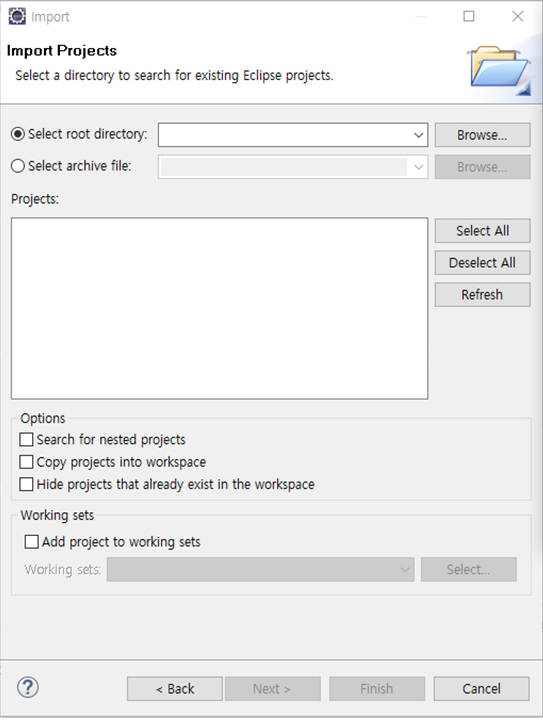 Import
Import Projects
Select a directory to search for existing Eclipse projects.
Select root directory:
Browse...
Select archive file:
Browse...
Projects:
Select All
Deselect All
Refresh
Options
Search for nested projects
Copy projects into workspace
Hide projects that already exist in the workspace
Working sets
Add project to working sets
Working sets:
Select...
?
< Back
Next >
Finish
Cancel